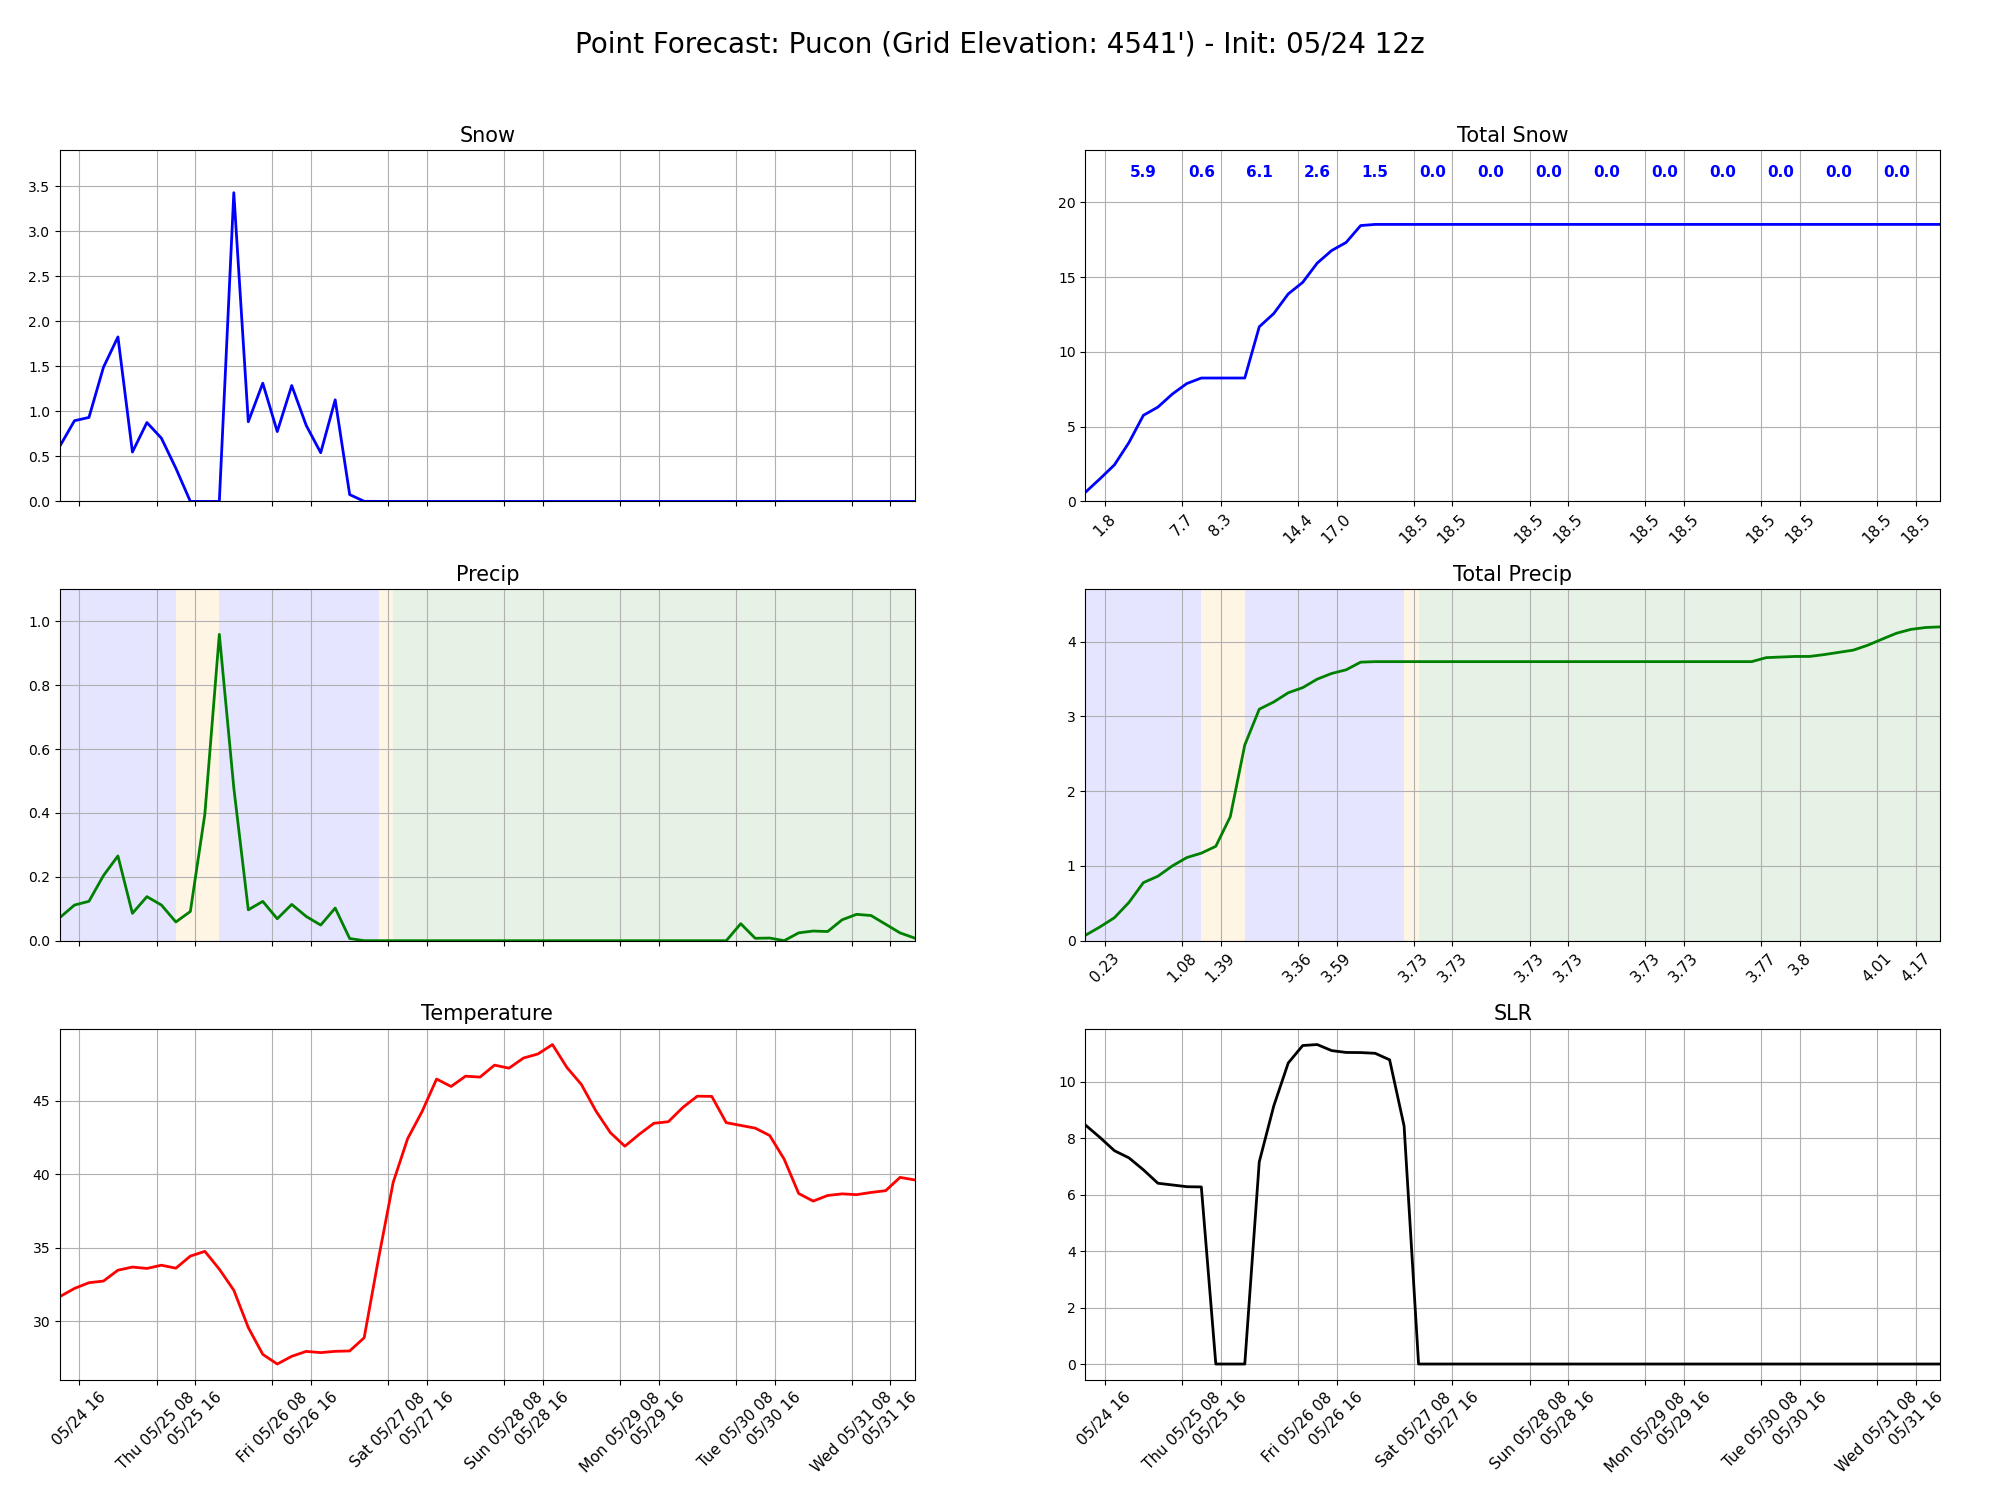 Point Forecast: Pucon (Grid Elevation: 4541') - Init: 05/24 12z
Snow
3.5
3.0
2.5
2.0
1.5
1.0
0.5
0.0
Total Snow
5.9 0.6 6.1 2.6 1.5 0.0 0.0 0.0 0.0 0.0 0.0 0.0 0.0 0.0
20
15
10
5
0
1.8 7.7 8.3 14.4 17.0 18.5 18.5 18.5 18.5 18.5 18.5 18.5 18.5 18.5 18.5
Precip
1.0
0.8
0.6
0.4
0.2
0.0
Total Precip
4
3
2
1
0
0.23 1.08 1.39 3.36 3.59 3.73 3.73 3.73 3.73 3.73 3.73 3.77 3.8 4.01 4.17
Temperature
45
40
35
30
05/24 16
Thu 05/25 08
05/25 16
Fri 05/26 08
05/26 16
Sat 05/27 08
05/27 16
Sun 05/28 08
05/28 16
Mon 05/29 08
05/29 16
Tue 05/30 08
05/30 16
Wed 05/31 08
05/31 16
SLR
10
8
6
4
2
0
05/24 16
Thu 05/25 08
05/25 16
Fri 05/26 08
05/26 16
Sat 05/27 08
05/27 16
Sun 05/28 08
05/28 16
Mon 05/29 08
05/29 16
Tue 05/30 08
05/30 16
Wed 05/31 08
05/31 16